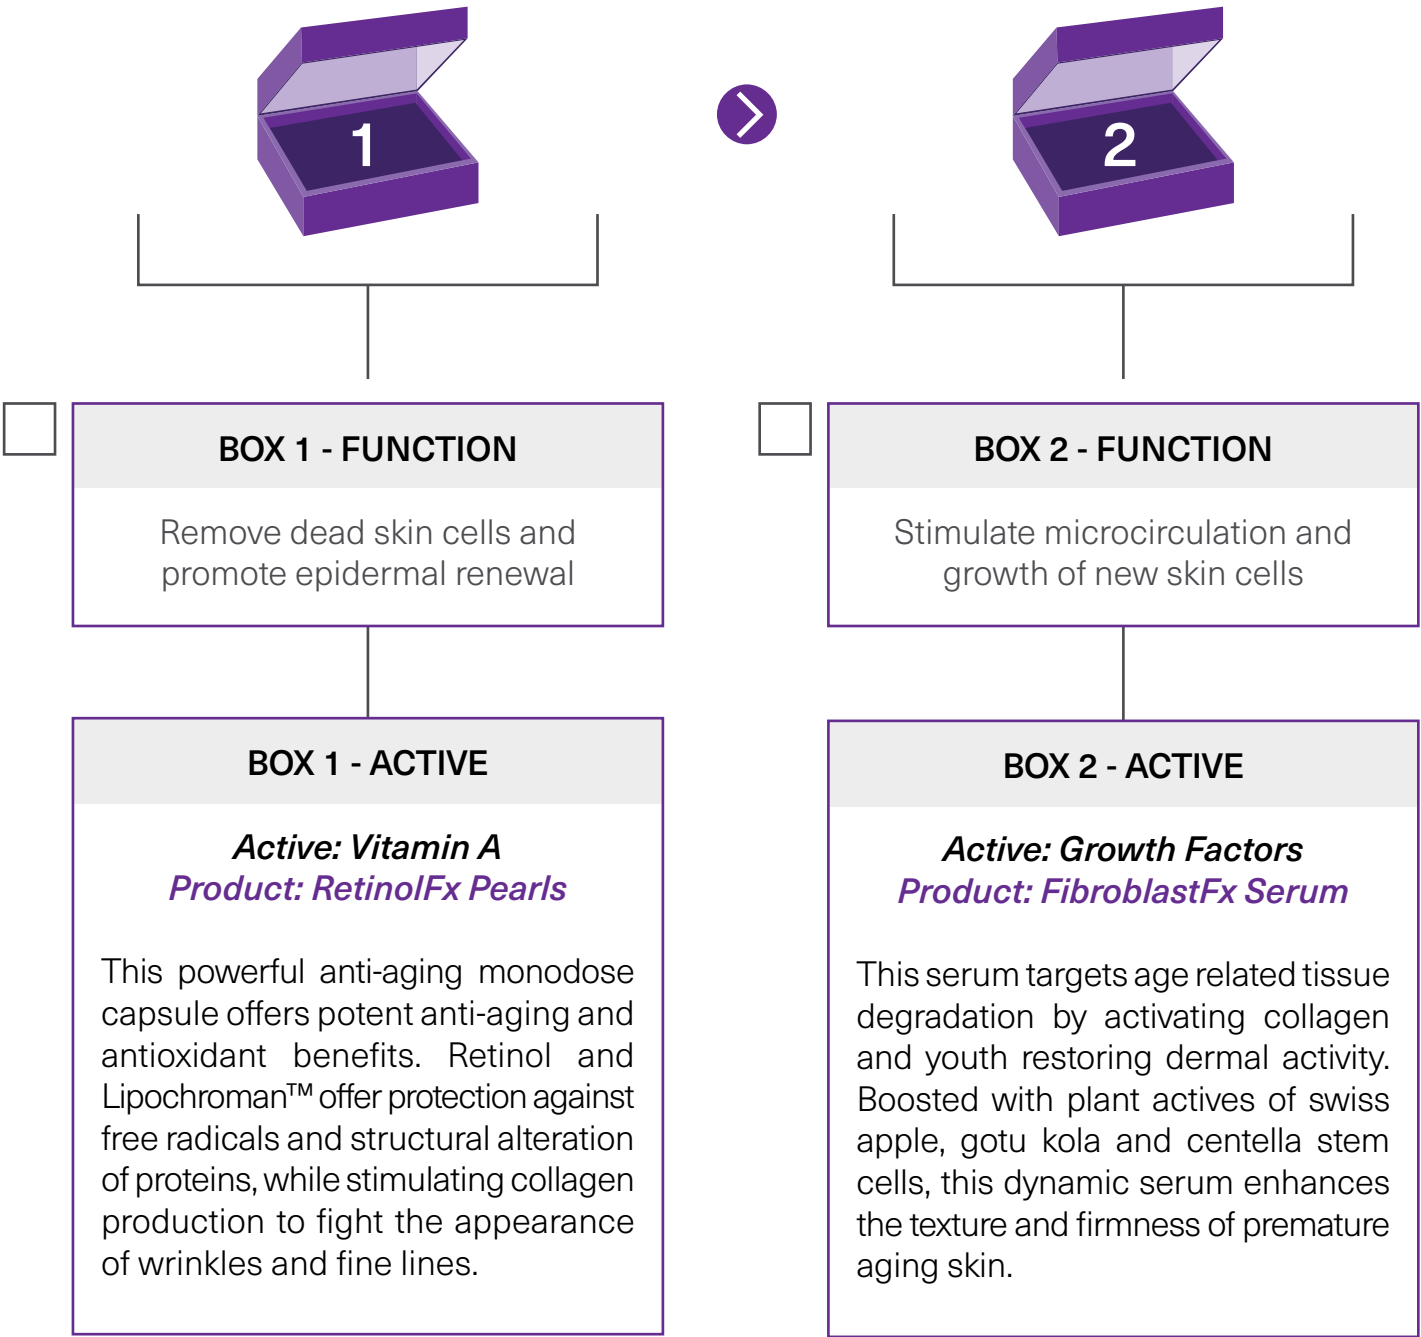 1
2
BOX 1 - FUNCTION
Remove dead skin cells and
promote epidermal renewal
BOX 1 - ACTIVE
Active: Vitamin A
Product: RetinolFx Pearls
This powerful anti-aging monodose
capsule offers potent anti-aging and
antioxidant benefits. Retinol and
Lipochroman™ offer protection against
free radicals and structural alteration
of proteins, while stimulating collagen
production to fight the appearance
of wrinkles and fine lines.
BOX 2 - FUNCTION
Stimulate microcirculation and
growth of new skin cells
BOX 2 - ACTIVE
Active: Growth Factors
Product: FibroblastFx Serum
This serum targets age related tissue
degradation by activating collagen
and youth restoring dermal activity.
Boosted with plant actives of swiss
apple, gotu kola and centella stem
cells, this dynamic serum enhances
the texture and firmness of premature
aging skin.